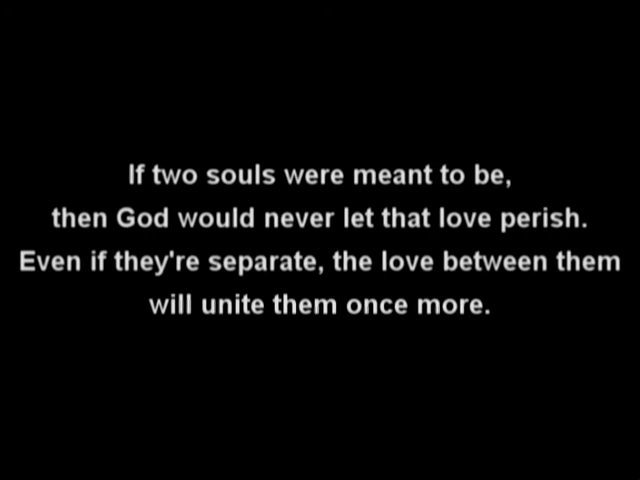 If two souls were meant to be,
then God would never let that love perish.
Even if they're separate, the love between them
will unite them once more.